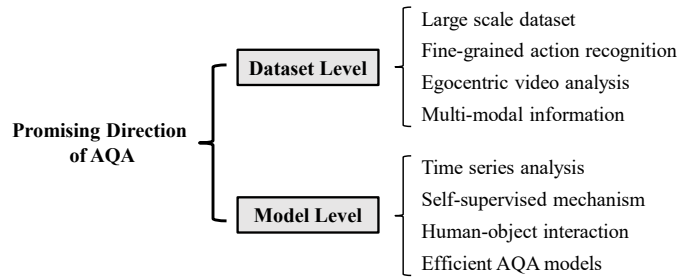 Promising Direction
of AQA
Dataset Level
Large scale dataset
Fine-grained action recognition
Egocentric video analysis
Multi-modal information
Model Level
Time series analysis
Self-supervised mechanism
Human-object interaction
Efficient AQA models